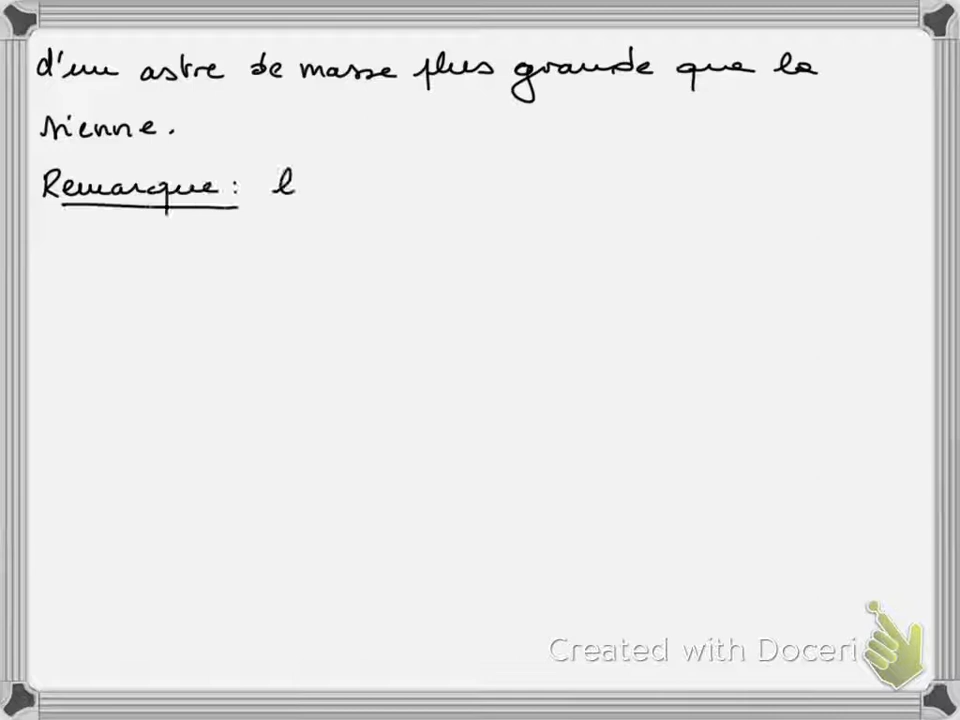 d'un astre de masse plus grande que la
sienne.
Remarque : l
Created with Doceri